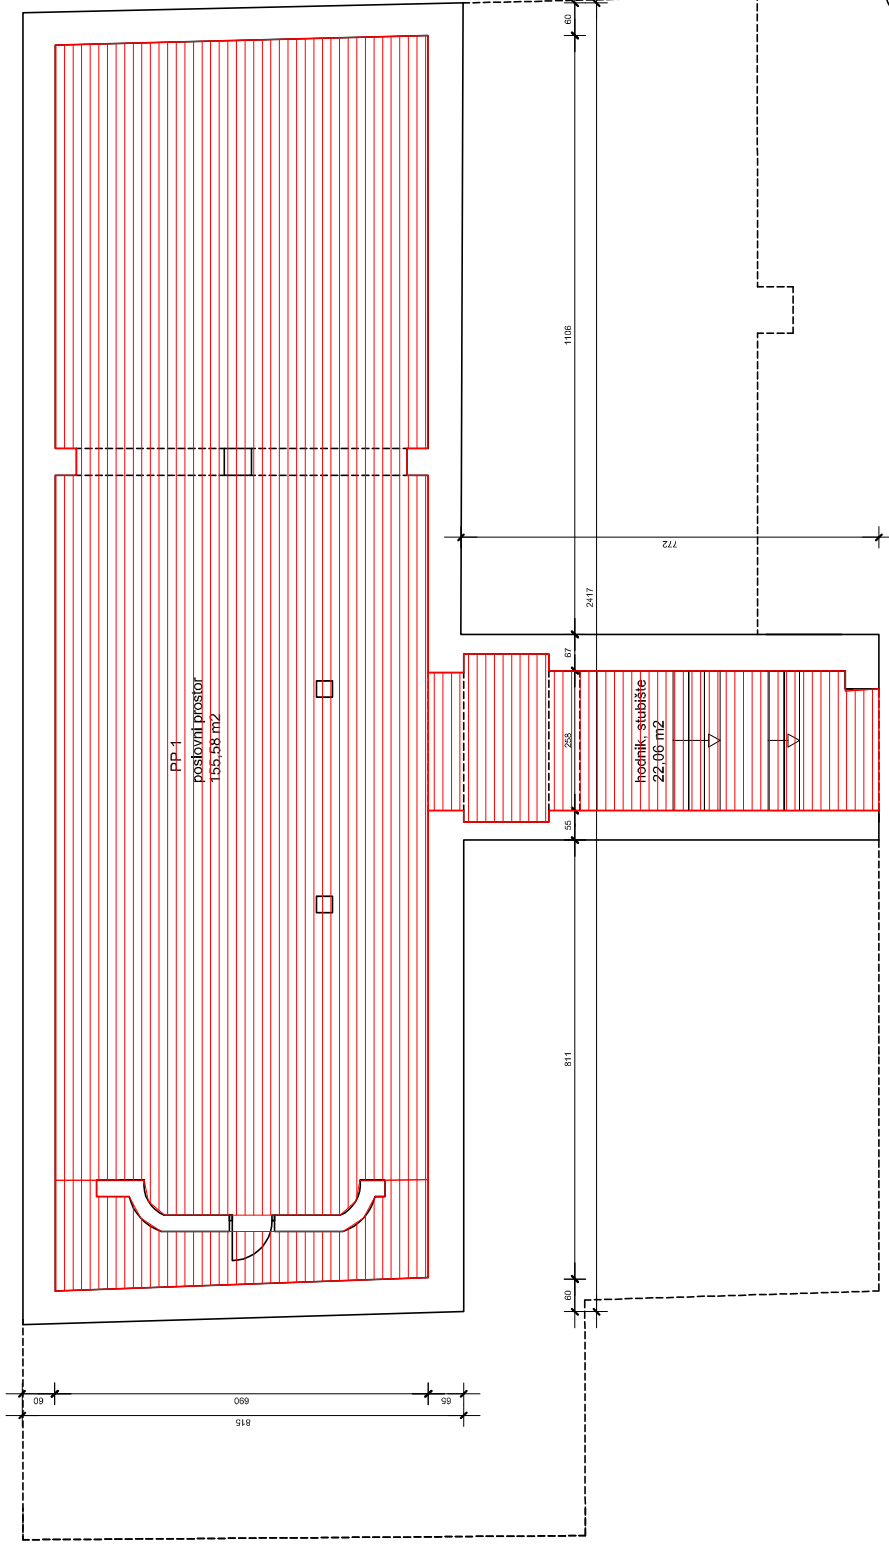 60
1106
772
2417
67
PP 1
poslovni prostor
155,58 m2
hodnik, stubište
22,06 m2
258
55
811
60
60
690
65
815